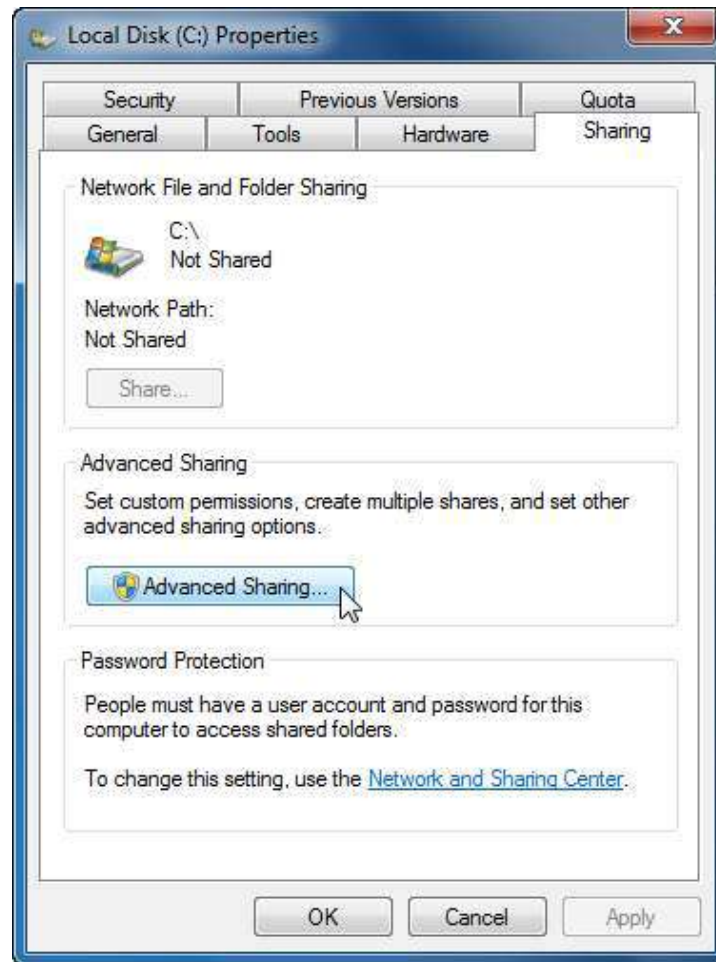 Local Disk (C:) Properties
Security Previous Versions Quota
General Tools Hardware Sharing
Network File and Folder Sharing
C:\
Not Shared
Network Path:
Not Shared
Share...
Advanced Sharing
Set custom permissions, create multiple shares, and set other
advanced sharing options.
Advanced Sharing...
Password Protection
People must have a user account and password for this
computer to access shared folders.
To change this setting, use the Network and Sharing Center.
OK Cancel Apply